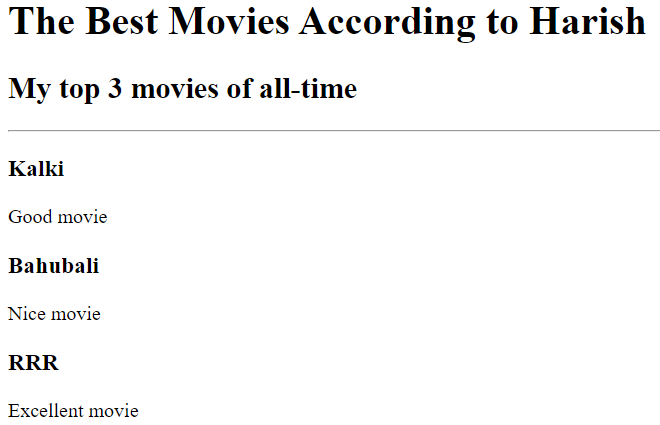 The Best Movies According to Harish
My top 3 movies of all-time
Kalki
Good movie
Bahubali
Nice movie
RRR
Excellent movie